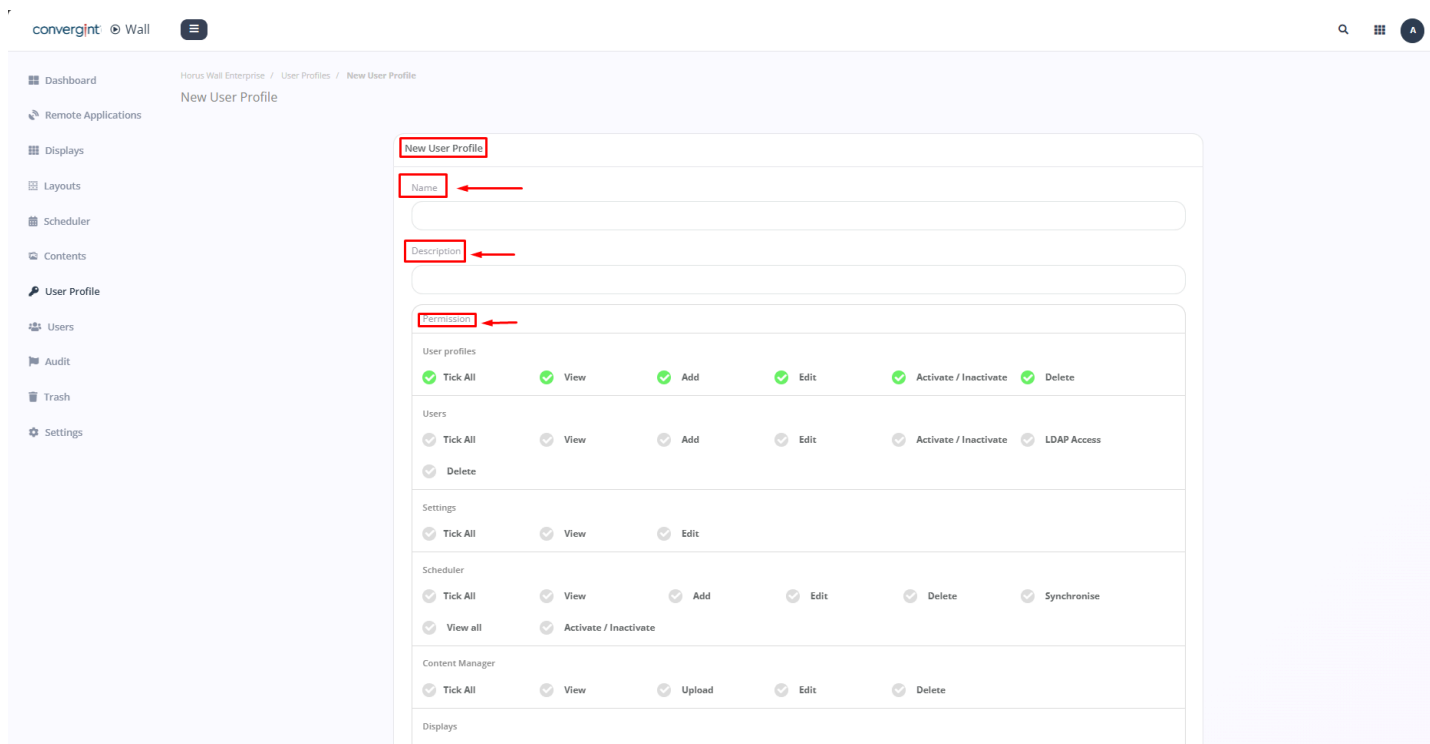 convergint Wall
A
Dashboard
Remote Applications
Displays
Layouts
Scheduler
Contents
User Profile
Users
Audit
Trash
Settings
Horus Wall Enterprise / User Profiles / New User Profile
New User Profile
New User Profile
Name
Description
Permission
User profiles
Tick All View Add Edit Activate / Inactivate Delete
Users
Tick All View Add Edit Activate / Inactivate LDAP Access
Delete
Settings
Tick All View Edit
Scheduler
Tick All View Add Edit Delete Synchronise
View all Activate / Inactivate
Content Manager
Tick All View Upload Edit Delete
Displays